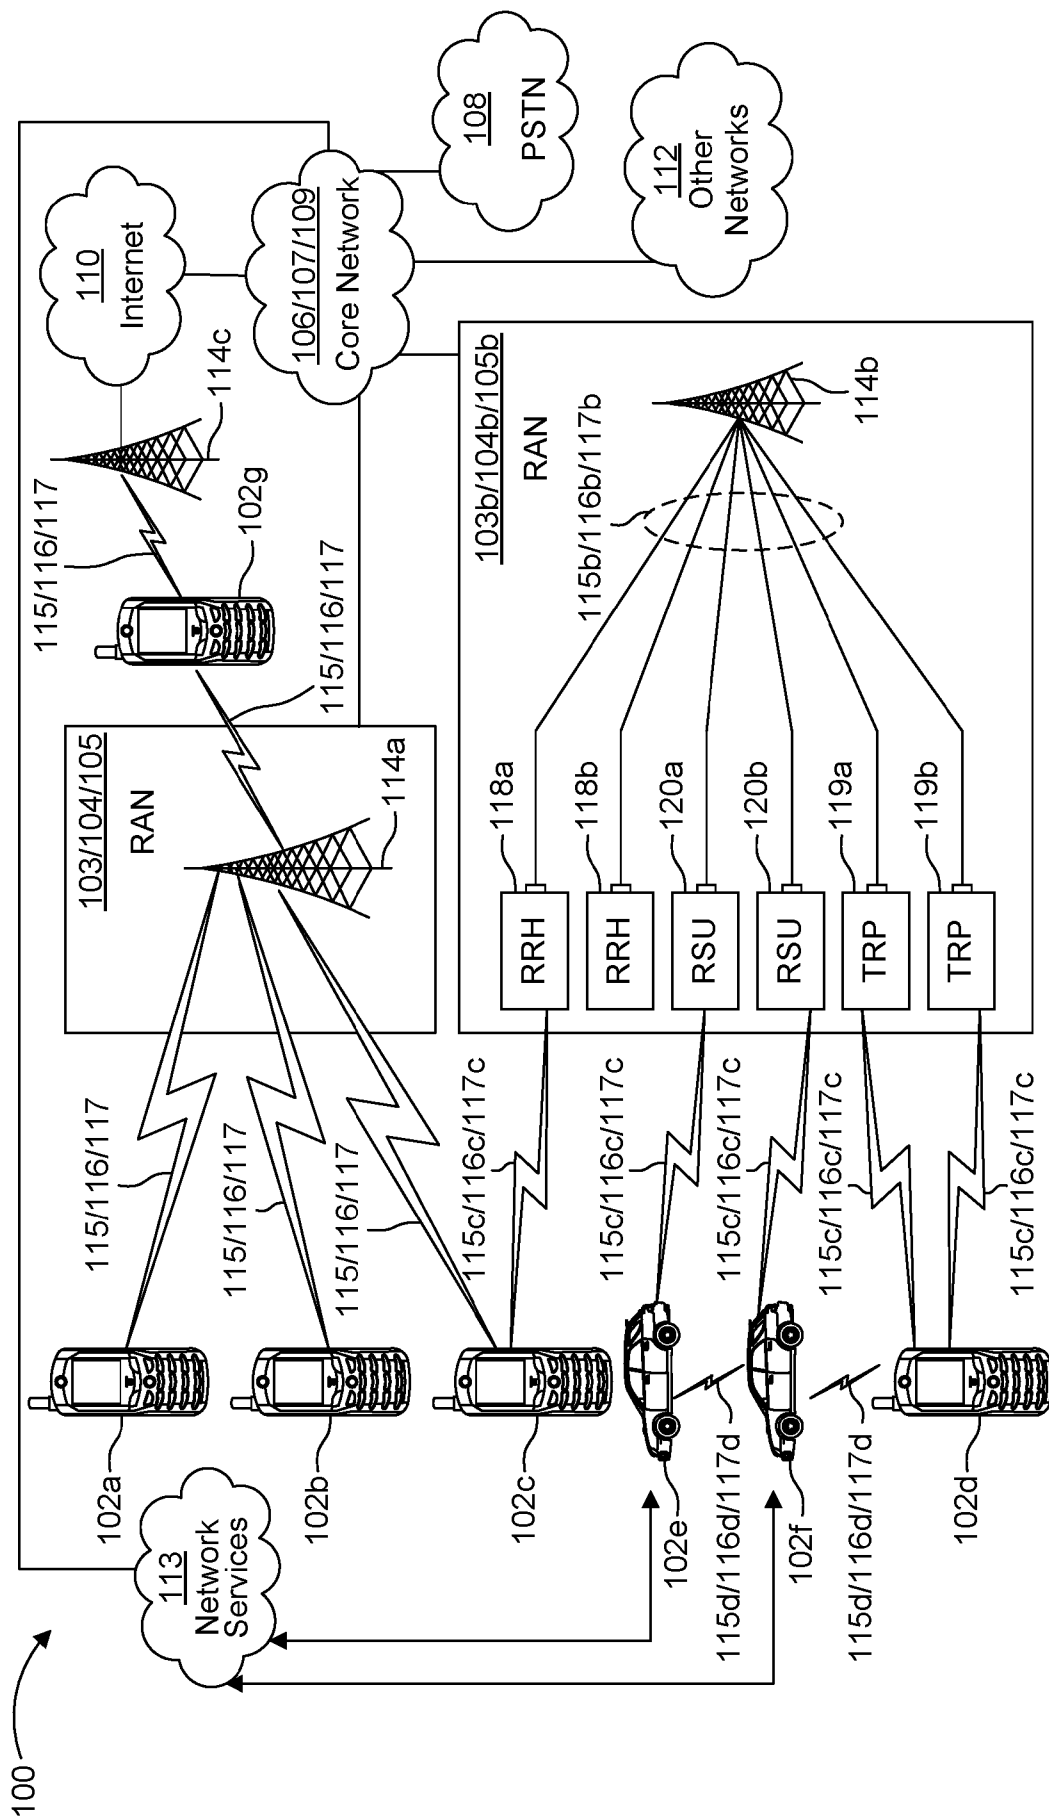 100
113
Network
Services
102a
102b
102c
102e
115d/116d/117d
102f
115d/116d/117d
102d
115/116/117
115/116/117
115/116/117
115c/116c/117c
115c/116c/117c
115c/116c/117c
115c/116c/117c
115c/116c/117c
103/104/105
RAN
114a
115/116/117
102g
115/116/117
114c
110
Internet
106/107/109
Core Network
108
PSTN
112
Other
Networks
103b/104b/105b
RAN
114b
115b/116b/117b
RRH
118a
RRH
118b
RSU
120a
RSU
120b
TRP
119a
TRP
119b